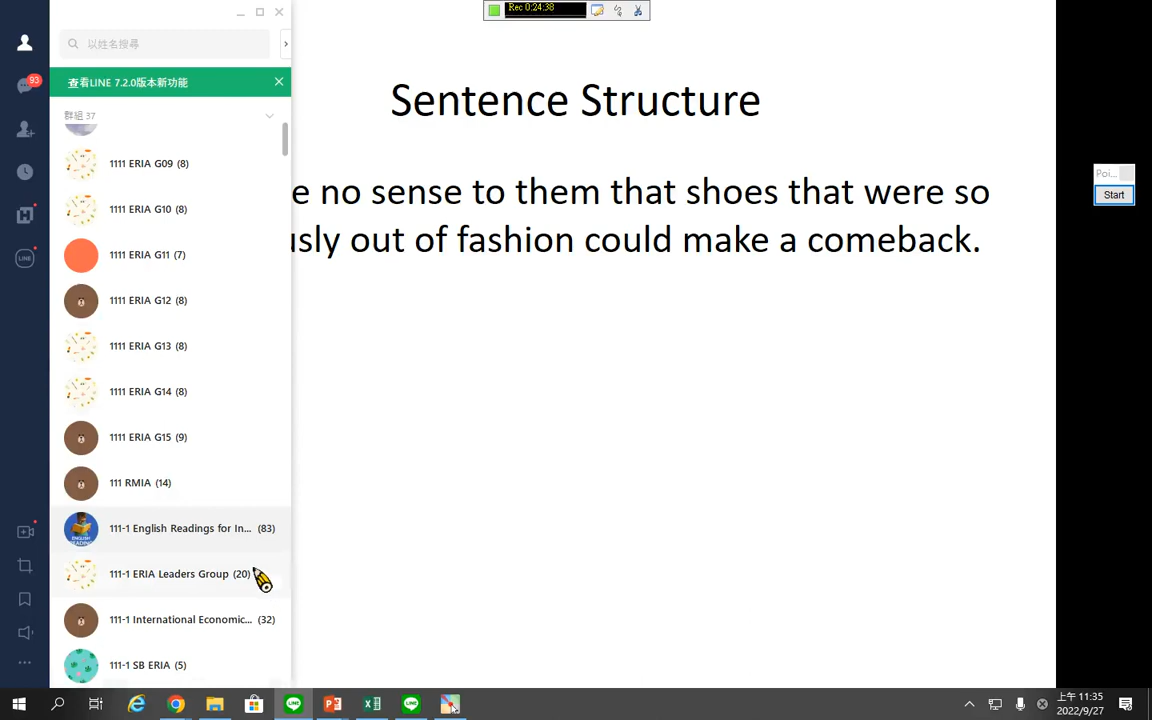 Rec 0:24:38
以姓名搜尋
93
查看LINE 7.2.0版本新功能
群組 37
1111 ERIA G09 (8)
1111 ERIA G10 (8)
1111 ERIA G11 (7)
1111 ERIA G12 (8)
1111 ERIA G13 (8)
1111 ERIA G14 (8)
1111 ERIA G15 (9)
111 RMIA (14)
111-1 English Readings for In... (83)
111-1 ERIA Leaders Group (20)
111-1 International Economic... (32)
111-1 SB ERIA (5)
LINE
Sentence Structure
e no sense to them that shoes that were so
usly out of fashion could make a comeback.
Poi...
Start
上午 11:35
2022/9/27